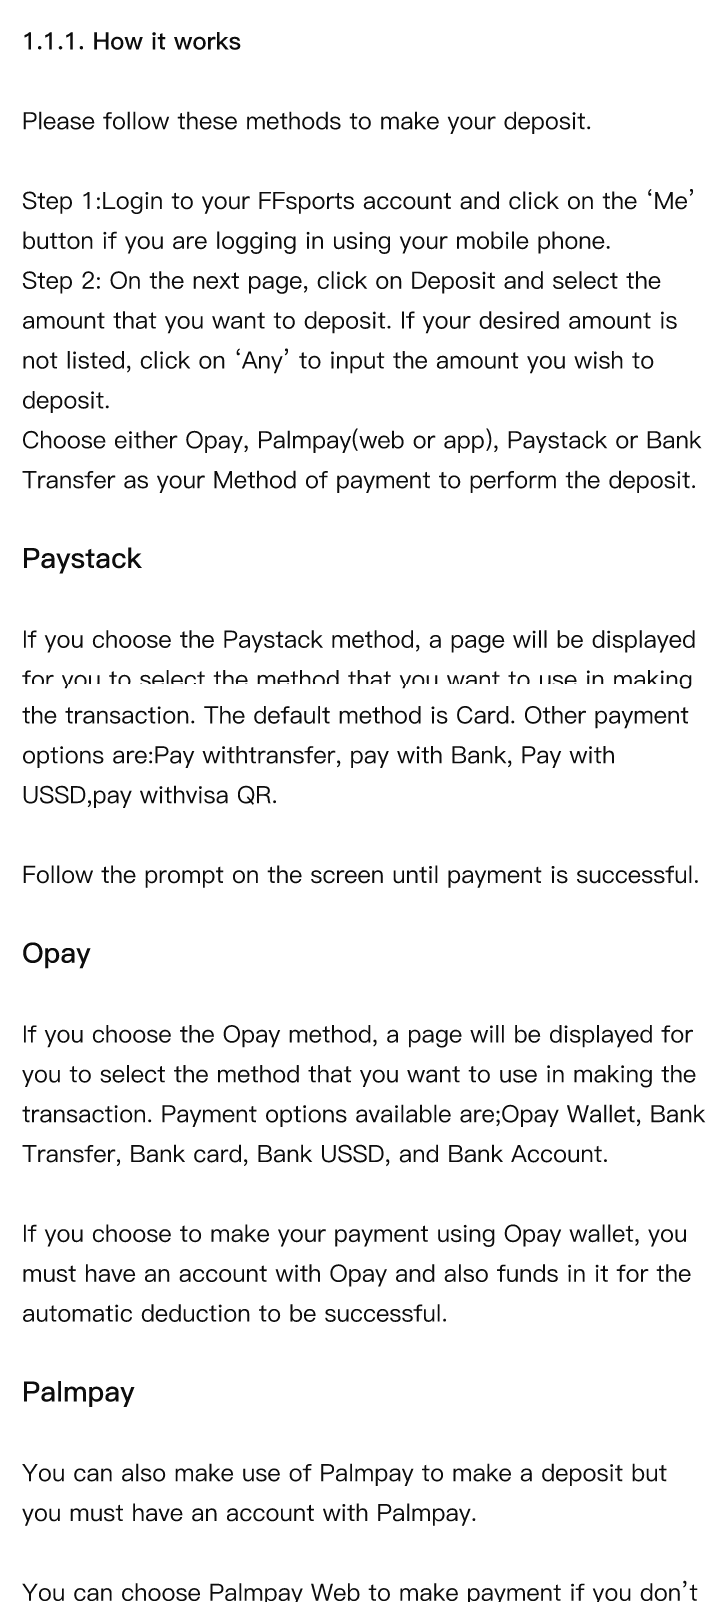 1.1.1. How it works
Please follow these methods to make your deposit.
Step 1:Login to your FFsports account and click on the ‘Me’
button if you are logging in using your mobile phone.
Step 2: On the next page, click on Deposit and select the
amount that you want to deposit. If your desired amount is
not listed, click on ‘Any’ to input the amount you wish to
deposit.
Choose either Opay, Palmpay(web or app), Paystack or Bank
Transfer as your Method of payment to perform the deposit.
Paystack
If you choose the Paystack method, a page will be displayed
for you to select the method that you want to use in making
the transaction. The default method is Card. Other payment
options are:Pay withtransfer, pay with Bank, Pay with
USSD,pay withvisa QR.
Follow the prompt on the screen until payment is successful.
Opay
If you choose the Opay method, a page will be displayed for
you to select the method that you want to use in making the
transaction. Payment options available are;Opay Wallet, Bank
Transfer, Bank card, Bank USSD, and Bank Account.
If you choose to make your payment using Opay wallet, you
must have an account with Opay and also funds in it for the
automatic deduction to be successful.
Palmpay
You can also make use of Palmpay to make a deposit but
you must have an account with Palmpay.
You can choose Palmpay Web to make payment if you don’t